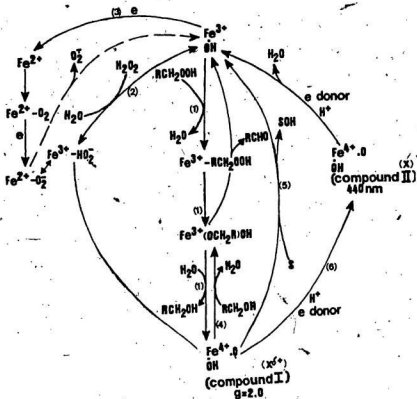 (3) e
Fe3+
OH
Fe2+
O2-
H2O2
RCH2OOH
H2O
(2)
(1)
H2O
SOH
e donor
H+
Fe2+-O2
H2O
e
Fe3+-HO2-
H2O
RCHO
Fe4+.O
(X)
OH
(compound II)
440nm
Fe2+-O2-
Fe3+-RCH2OOH
(5)
(1)
Fe3+(OCH2R)OH
H2O
H2O
(1)
S
(6)
RCH2OH
RCH2OH
(4)
H+
e donor
Fe4+.O
OH
(compound I)
g=2.0